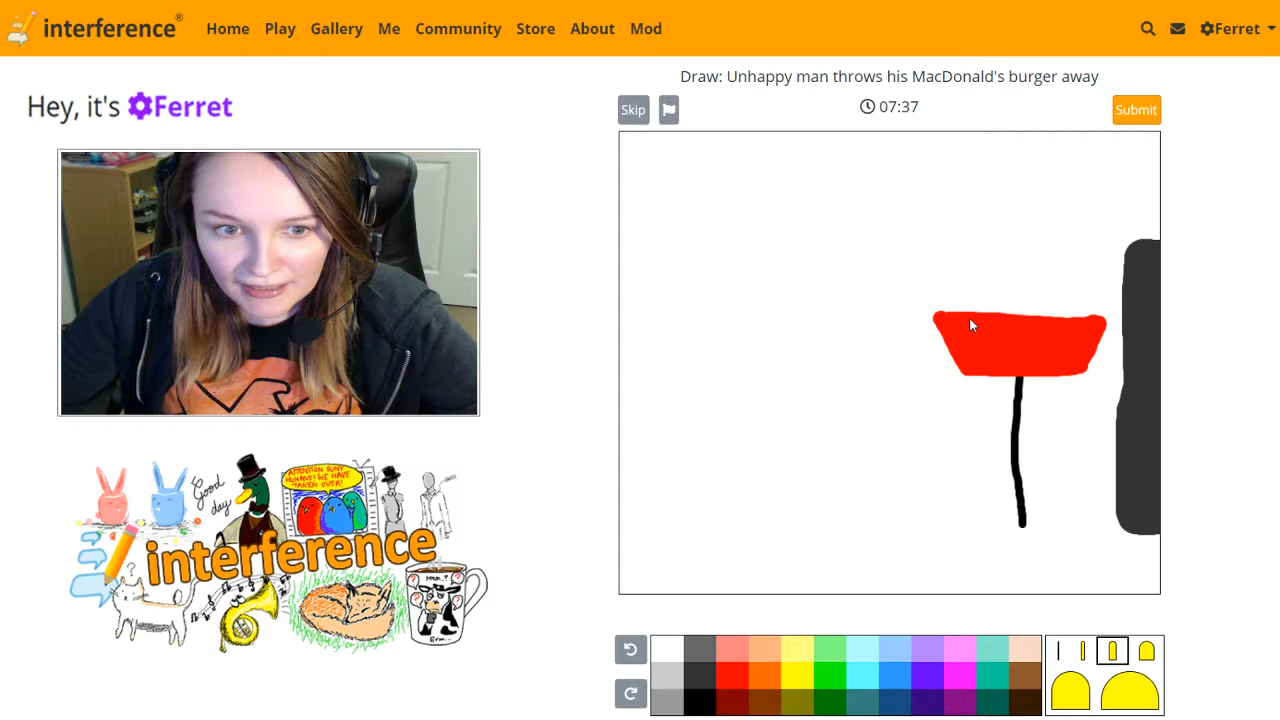 interference®
Home Play Gallery Me Community Store About Mod
Ferret
Hey, it's Ferret
Draw: Unhappy man throws his MacDonald's burger away
Skip
07:37
Submit
Good day
ATTENTION PUNY HUMANS! WE HAVE TAKEN OVER!
interference
Erm...